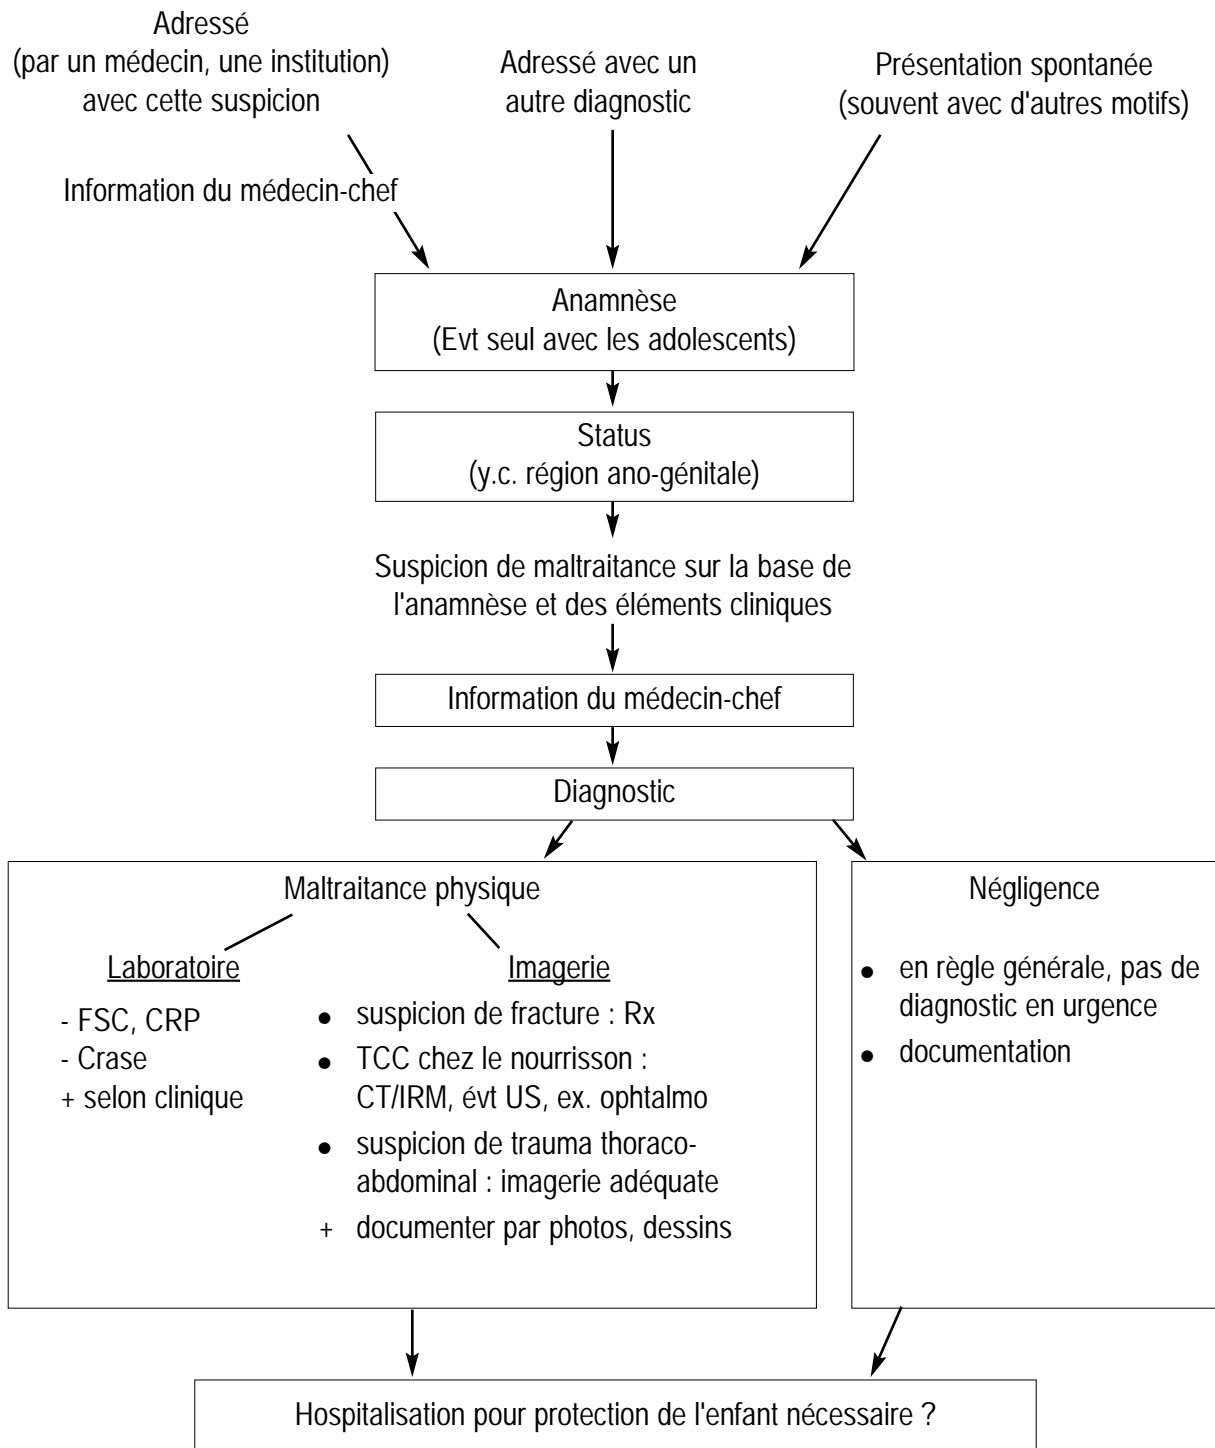 Adressé
(par un médecin, une institution)
avec cette suspicion
Adressé avec un
autre diagnostic
Présentation spontanée
(souvent avec d'autres motifs)
Information du médecin-chef
Anamnèse
(Evt seul avec les adolescents)
Status
(y.c. région ano-génitale)
Suspicion de maltraitance sur la base de
l'anamnèse et des éléments cliniques
Information du médecin-chef
Diagnostic
Maltraitance physique
Laboratoire
- FSC, CRP
- Crase
+ selon clinique
Imagerie
● suspicion de fracture : Rx
● TCC chez le nourrisson :
CT/IRM, évt US, ex. ophtalmo
● suspicion de trauma thoraco-
abdominal : imagerie adéquate
+ documenter par photos, dessins
Négligence
● en règle générale, pas de
diagnostic en urgence
● documentation
Hospitalisation pour protection de l'enfant nécessaire ?